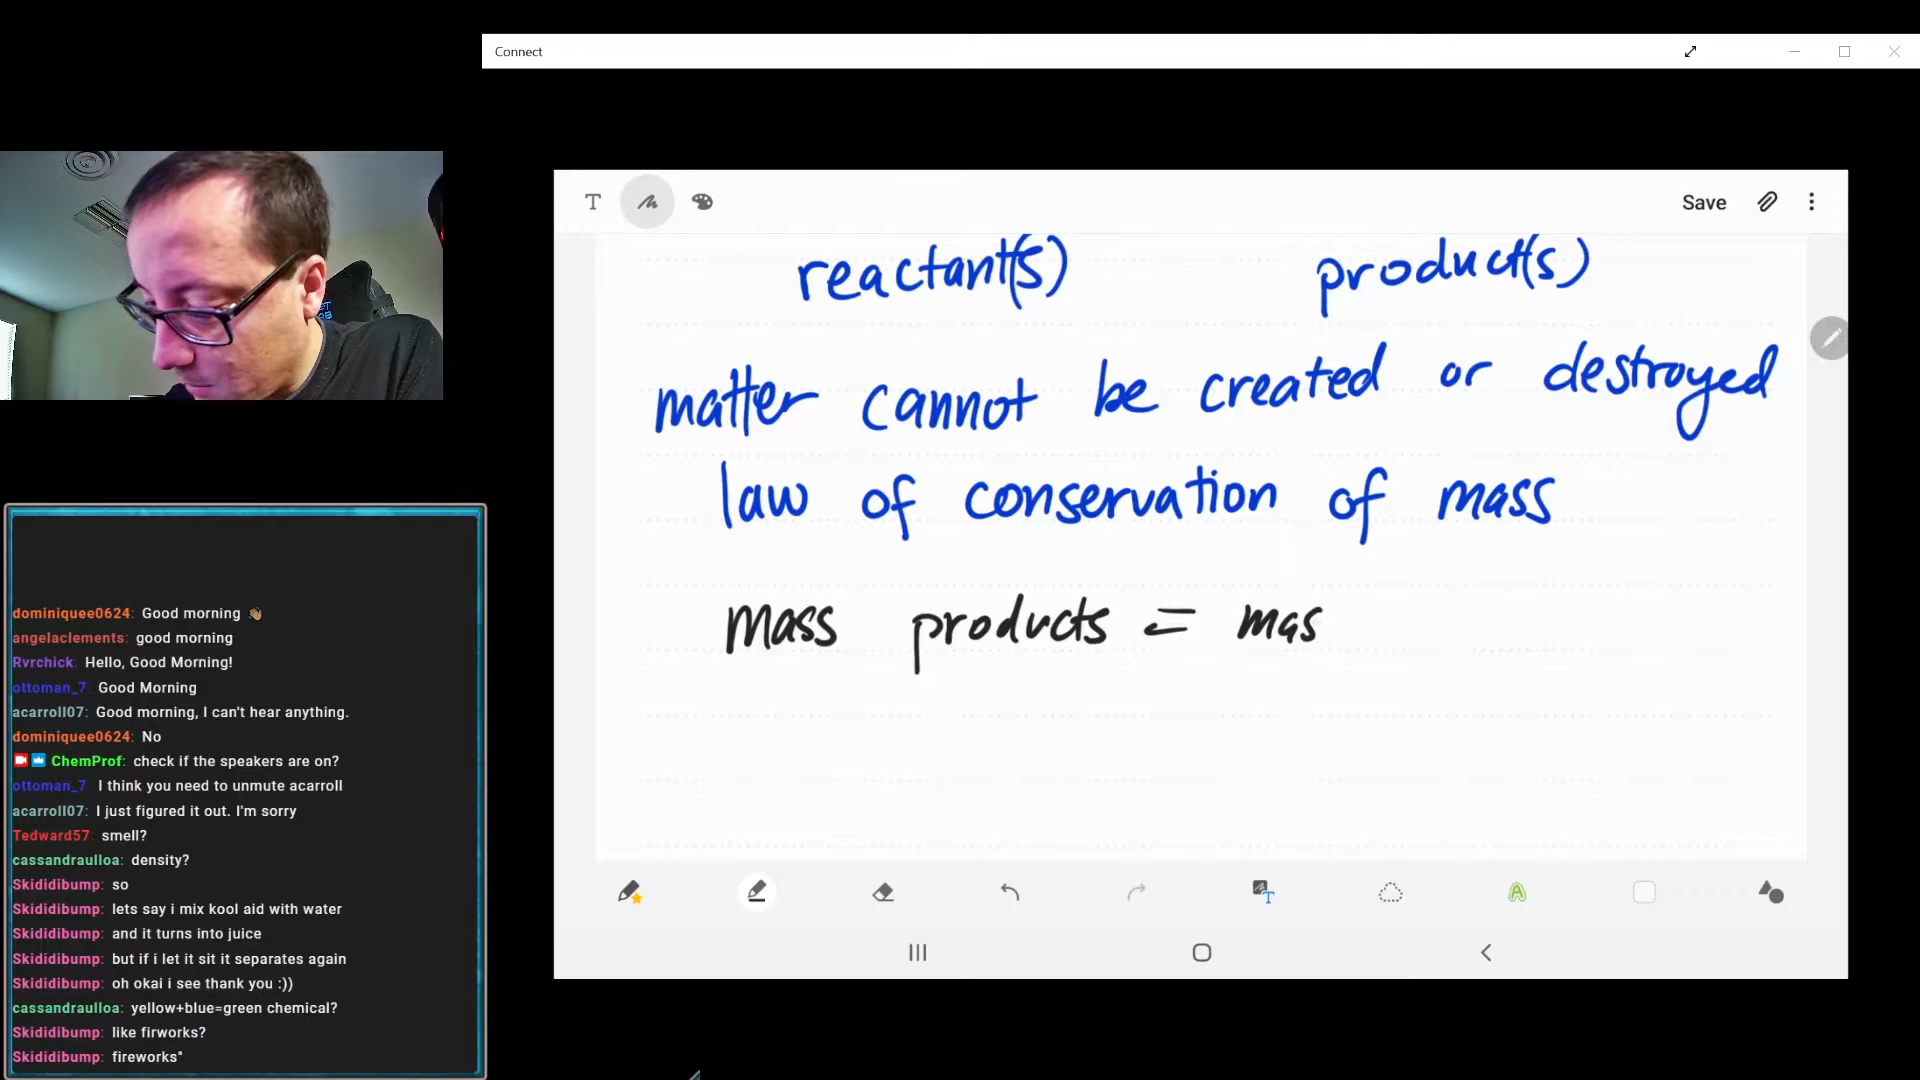 Connect
T
Save
reactant(s) product(s)
matter cannot be created or destroyed
law of conservation of mass
mass products = mas
dominiquee0624: Good morning 👋🏽
angelaclements: good morning
Rvrchick: Hello, Good Morning!
ottoman_7: Good Morning
acarroll07: Good morning, I can't hear anything.
dominiquee0624: No
ChemProf: check if the speakers are on?
ottoman_7: I think you need to unmute acarroll
acarroll07: I just figured it out. I'm sorry
Tedward57: smell?
cassandraulloa: density?
Skididibump: so
Skididibump: lets say i mix kool aid with water
Skididibump: and it turns into juice
Skididibump: but if i let it sit it separates again
Skididibump: oh okai i see thank you :))
cassandraulloa: yellow+blue=green chemical?
Skididibump: like firworks?
Skididibump: fireworks*